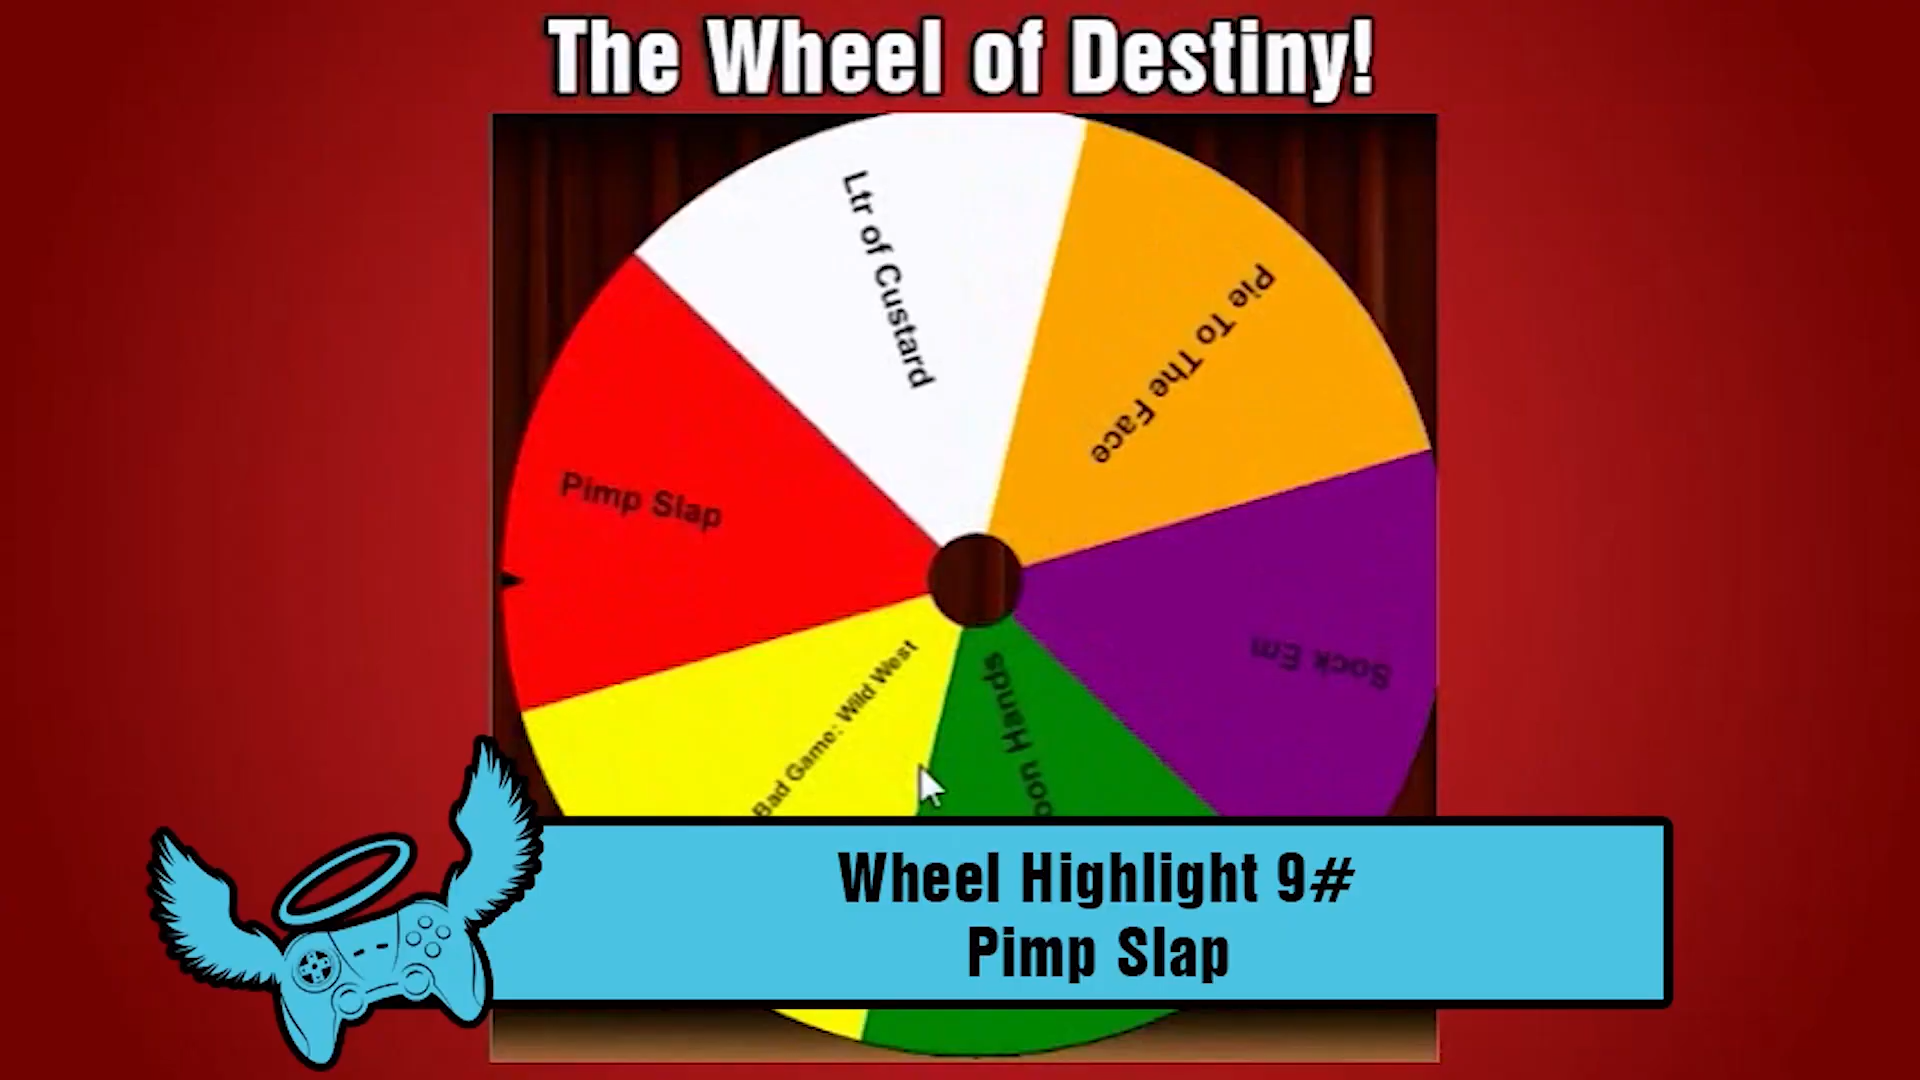 The Wheel of Destiny!
Ltr of Custard
Pie To The Face
Pimp Slap
Sock Em
Bad Game: Wild West
Hands
Wheel Highlight 9#
Pimp Slap